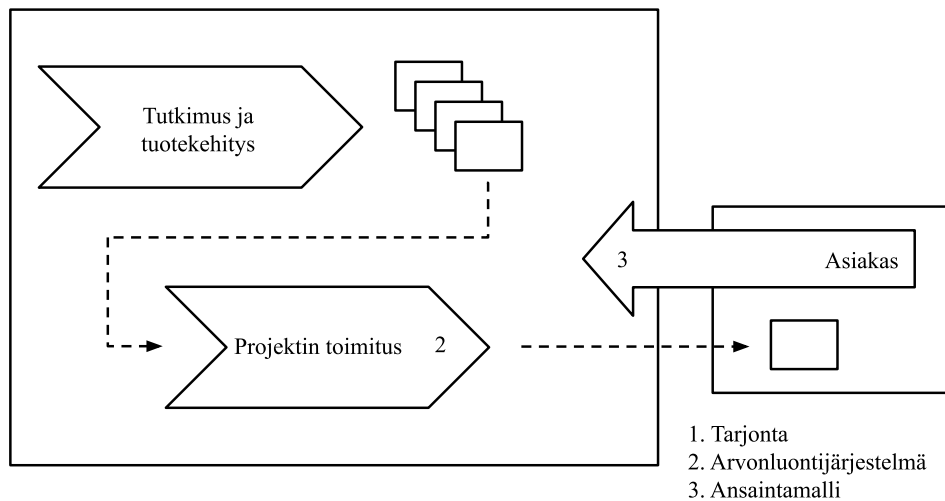 Tutkimus ja
tuotekehitys
3
Asiakas
Projektin toimitus 2
1. Tarjonta
2. Arvonluontijärjestelmä
3. Ansaintamalli